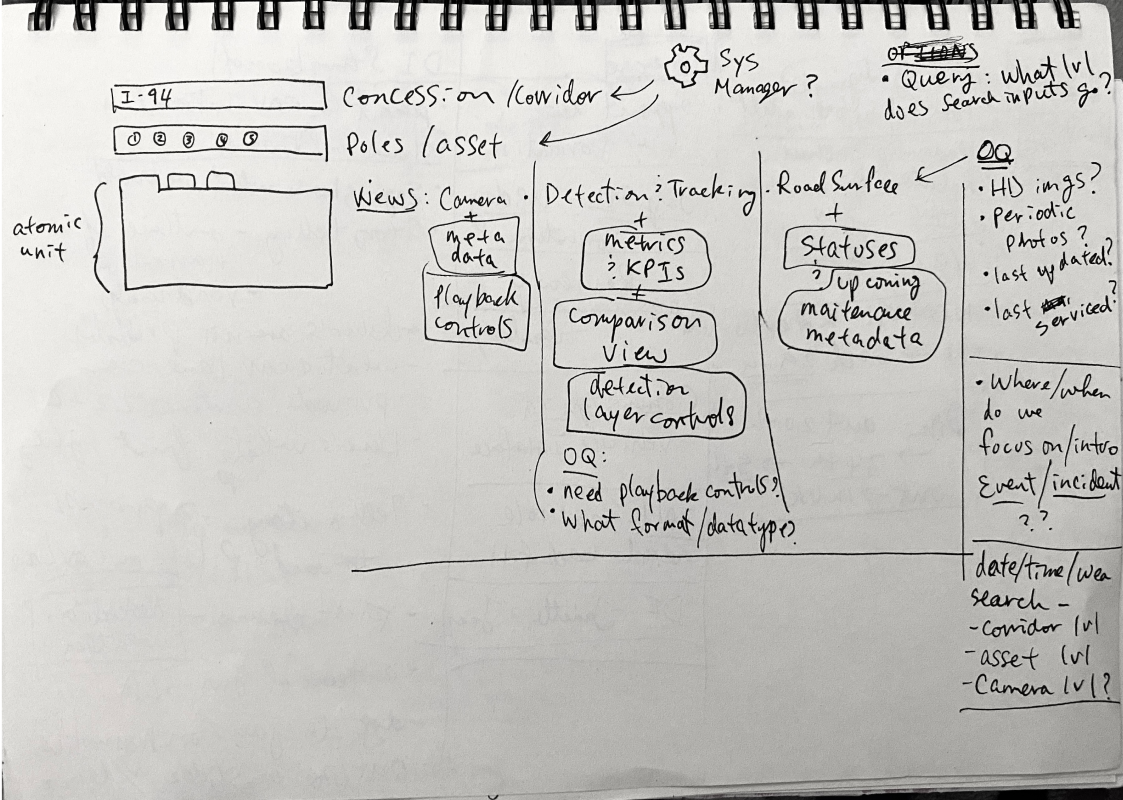 Sys
Manager?
• Query: what lvl
does search inputs go?
I-94
Concession/Corridor
① ② ③ ④ ⑤
Poles/asset
atomic
unit
Views: Camera
+
meta
data
playback
controls
• Detection & Tracking
+
metrics
& KPIs
+
comparison
view
detection
layer controls
OQ:
• need playback controls?
• What format/datatype?
• Road Surface
+
Statuses
& upcoming
maitenance
metadata
OQ
• HD imgs?
• periodic
photos?
• last updated?
• last serviced?
• Where/when
do we
focus on/intro
Event/incident
??
date/time/wea
search -
- corridor lvl
- asset lvl
- Camera lvl?